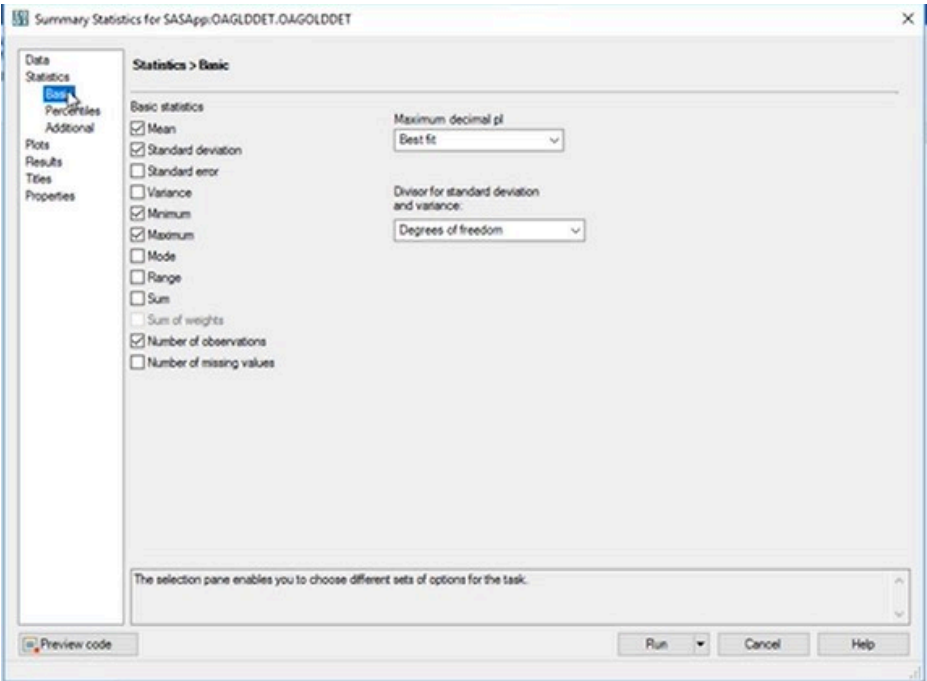 Summary Statistics for SASApp:OAGLDDET.OAGOLDDET
Data
Statistics
Basic
Percentiles
Additional
Plots
Results
Titles
Properties
Statistics > Basic
Basic statistics
Mean
Standard deviation
Standard error
Variance
Minimum
Maximum
Mode
Range
Sum
Sum of weights
Number of observations
Number of missing values
Maximum decimal pl
Best fit
Divisor for standard deviation
and variance:
Degrees of freedom
The selection pane enables you to choose different sets of options for the task.
Preview code
Run
Cancel
Help